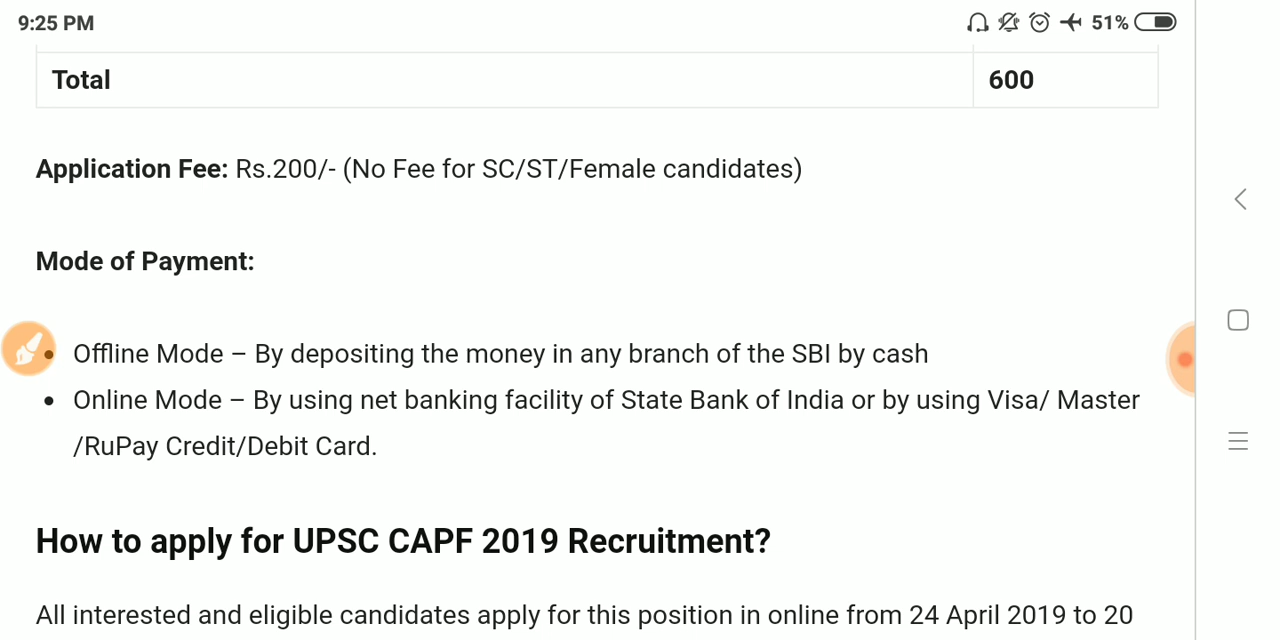 9:25 PM
51%
Total 600
Application Fee: Rs.200/- (No Fee for SC/ST/Female candidates)
Mode of Payment:
Offline Mode – By depositing the money in any branch of the SBI by cash
Online Mode – By using net banking facility of State Bank of India or by using Visa/ Master
/RuPay Credit/Debit Card.
How to apply for UPSC CAPF 2019 Recruitment?
All interested and eligible candidates apply for this position in online from 24 April 2019 to 20